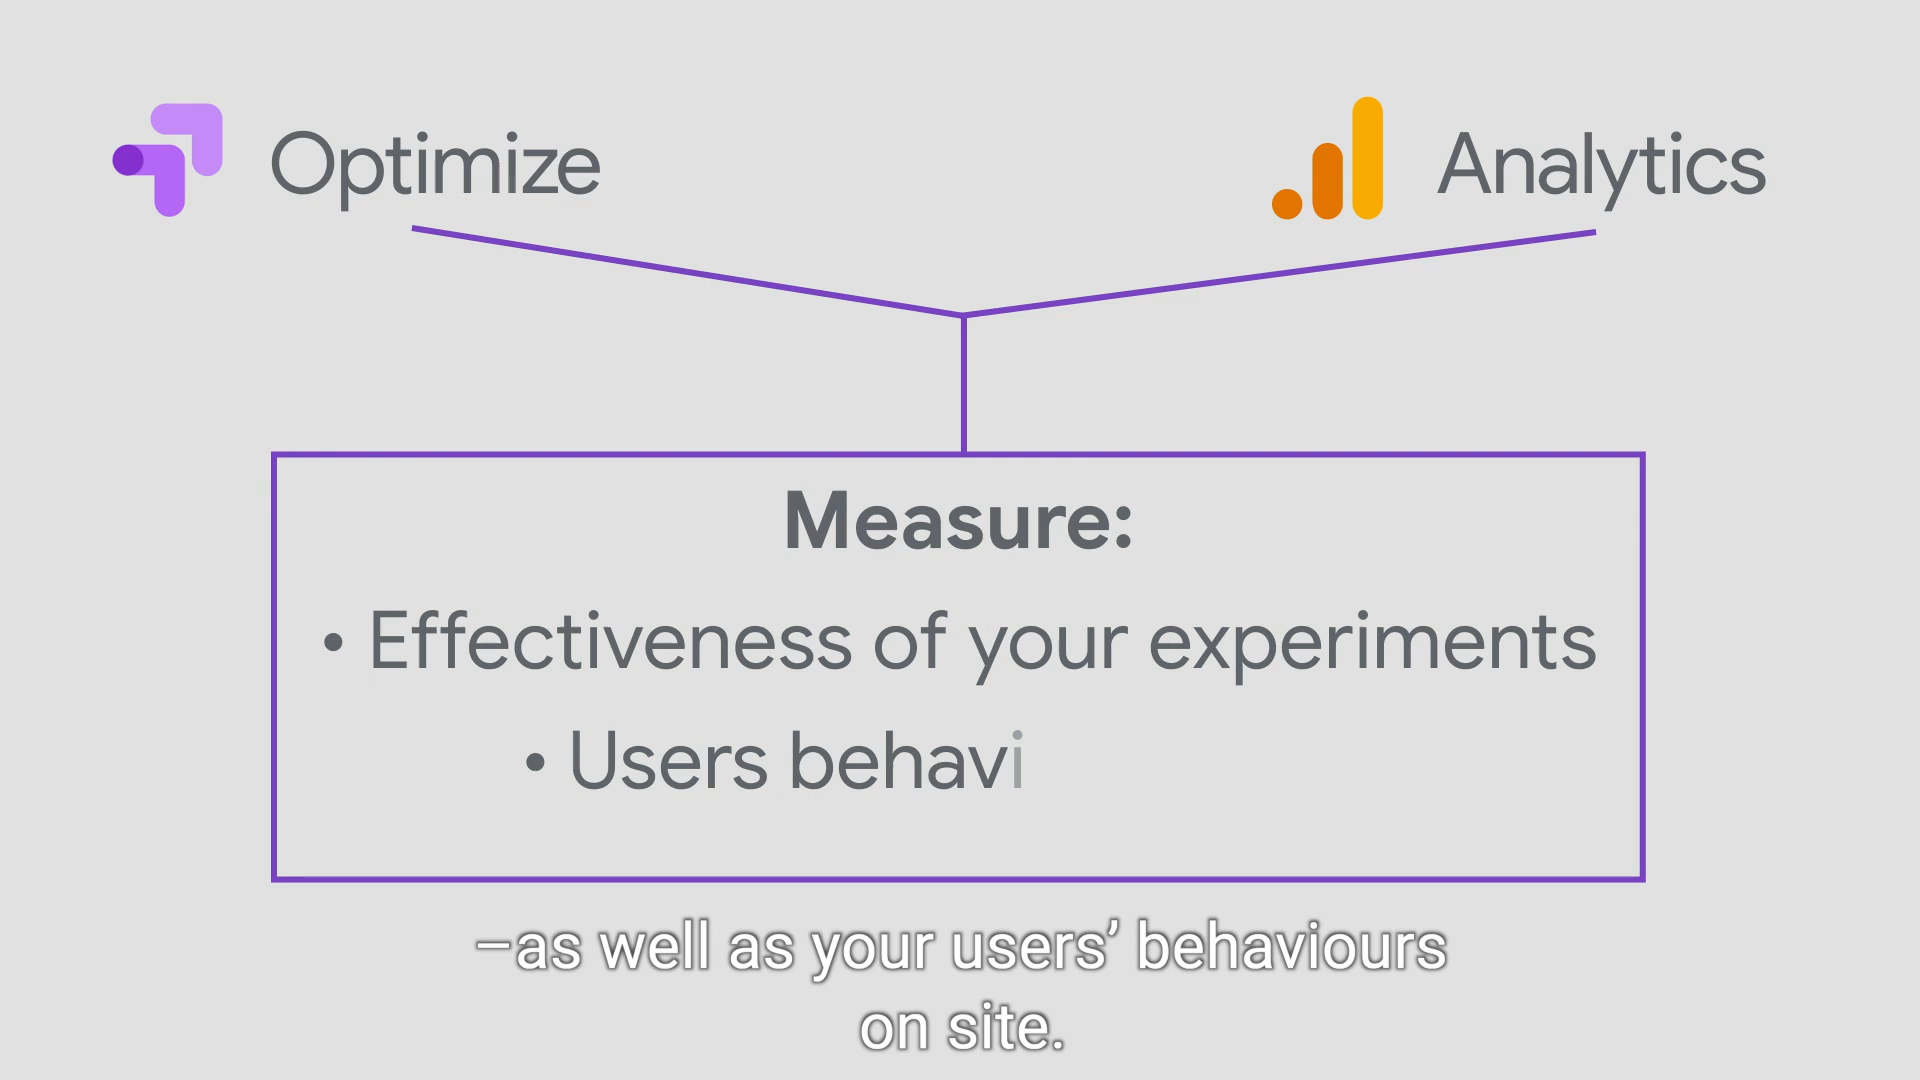 Optimize
Analytics
Measure:
• Effectiveness of your experiments
• Users behavi
–as well as your users’ behaviours
on site.